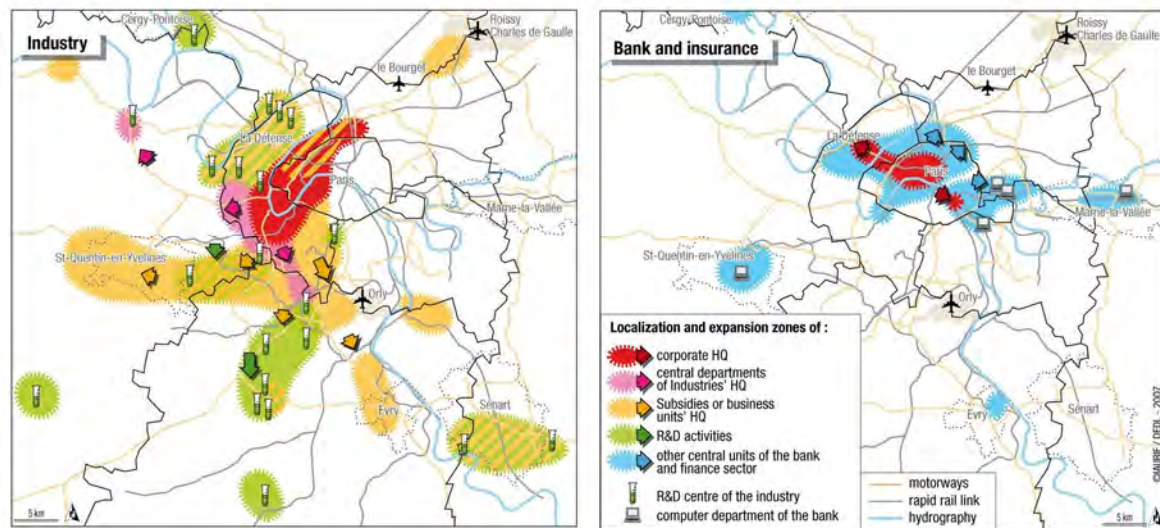 Industry
Cergy-Pontoise
Roissy
Charles de Gaulle
le Bourget
La Défense
Paris
Marne-la-Vallée
St-Quentin-en-Yvelines
Orly
Evry
Sénart
5 km
Bank and insurance
Cergy-Pontoise
Roissy
Charles de Gaulle
le Bourget
La Défense
Paris
Marne-la-Vallée
St-Quentin-en-Yvelines
Orly
Evry
Sénart
Localization and expansion zones of :
corporate HQ
central departments
of Industries' HQ
Subsidies or business
units' HQ
R&D activities
other central units of the bank
and finance sector
R&D centre of the industry
computer department of the bank
motorways
rapid rail link
hydrography
5 km
©IAURIF / DEDL - 2007